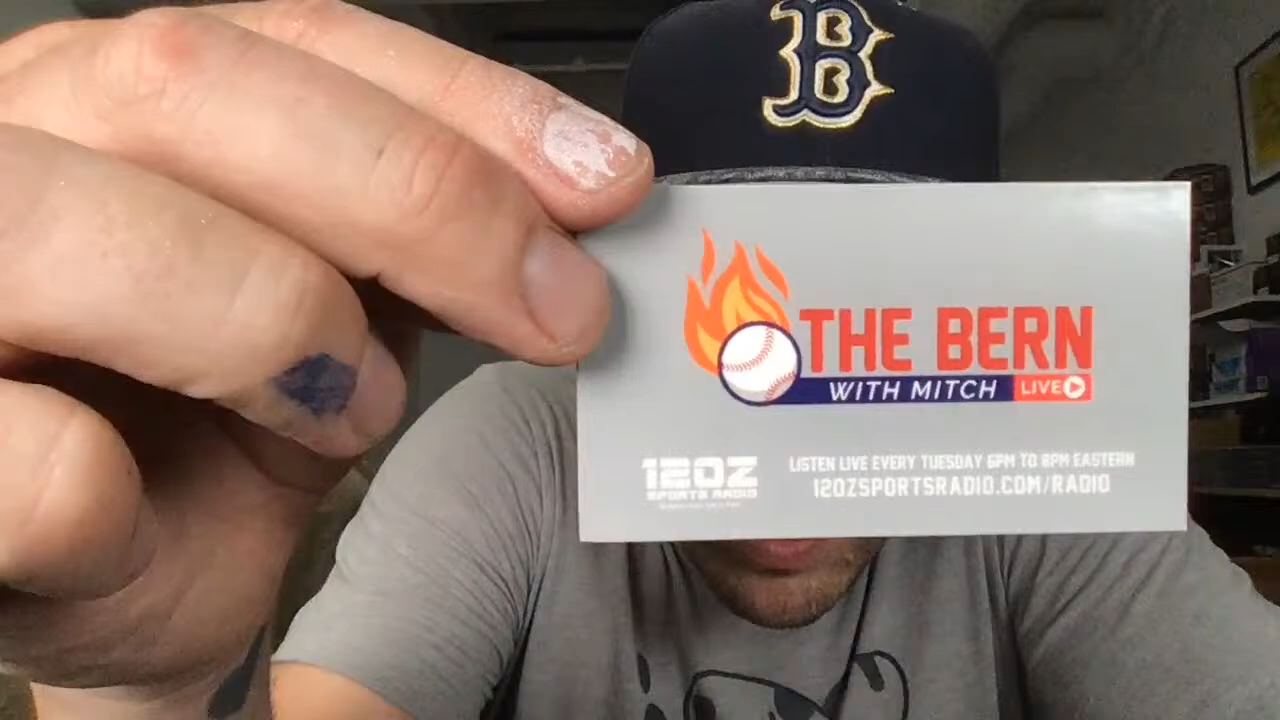 B
THE BERN
WITH MITCH LIVE
12OZ
SPORTS RADIO
LISTEN LIVE EVERY TUESDAY 6PM TO 8PM EASTERN
12OZSPORTSRADIO.COM/RADIO